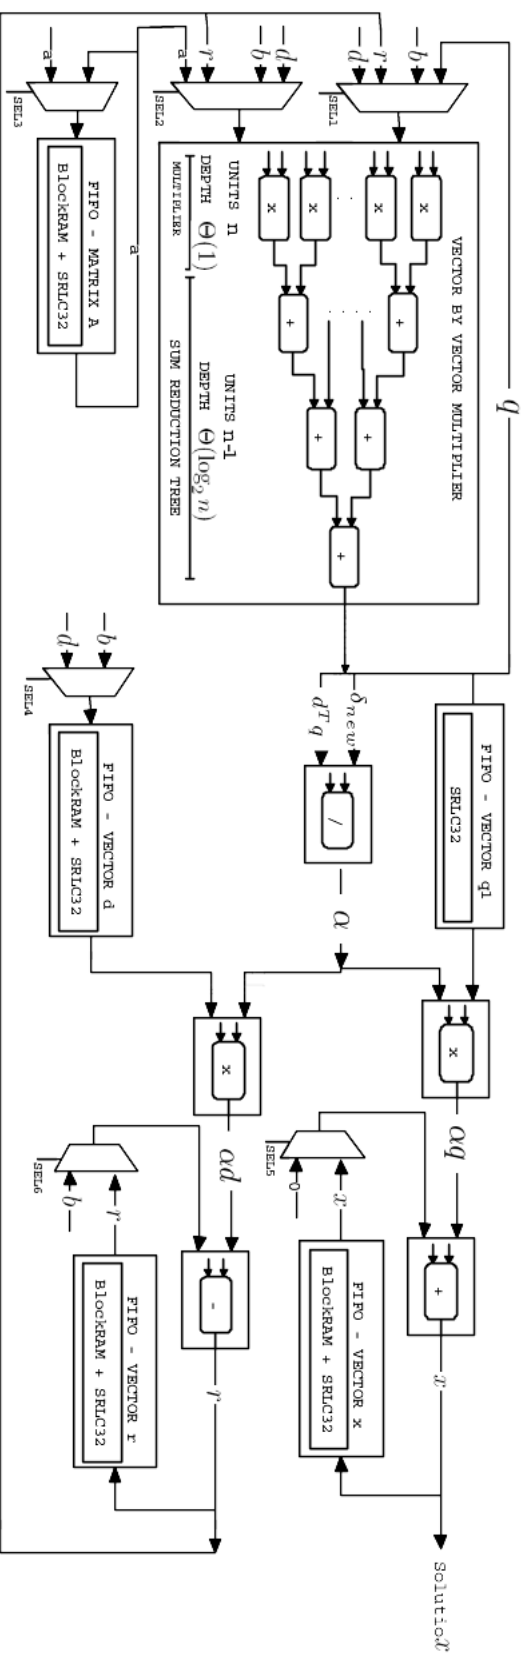 a
SEL3
FIFO - MATRIX A
BlockRAM + SRLC32
a
a
r
b
d
SEL2
d
r
b
SEL1
q
VECTOR BY VECTOR MULTIPLIER
x
x
. .
x
x
+
. . . . .
+
+
+
+
UNITS n
DEPTH Θ(1)
MULTIPLIER
UNITS n-1
DEPTH Θ(log₂ n)
SUM REDUCTION TREE
b
d
SEL4
FIFO - VECTOR d
BlockRAM + SRLC32
δnew
dᵀq
/
α
FIFO - VECTOR q1
SRLC32
x
αq
x
αd
SEL5
0
x
FIFO - VECTOR x
BlockRAM + SRLC32
+
x
Solutiox
SEL6
b
r
FIFO - VECTOR r
BlockRAM + SRLC32
-
r